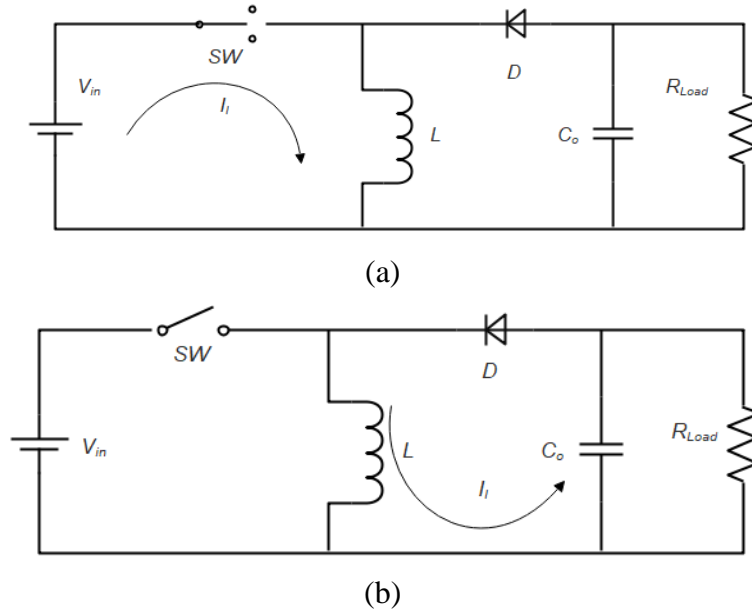 SW
V_in
I_l
D
R_Load
L
C_o
(a)
SW
D
V_in
L
C_o
R_Load
I_l
(b)